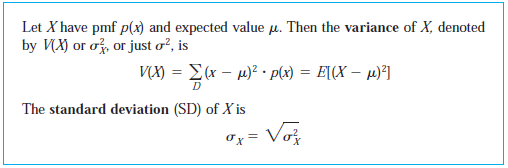 Let X have pmf p(x) and expected value μ. Then the variance of X, denoted
by V(X) or σ²_X, or just σ², is
V(X) = Σ_D (x − μ)² · p(x) = E[(X − μ)²]
The standard deviation (SD) of X is
σ_X = √σ²_X